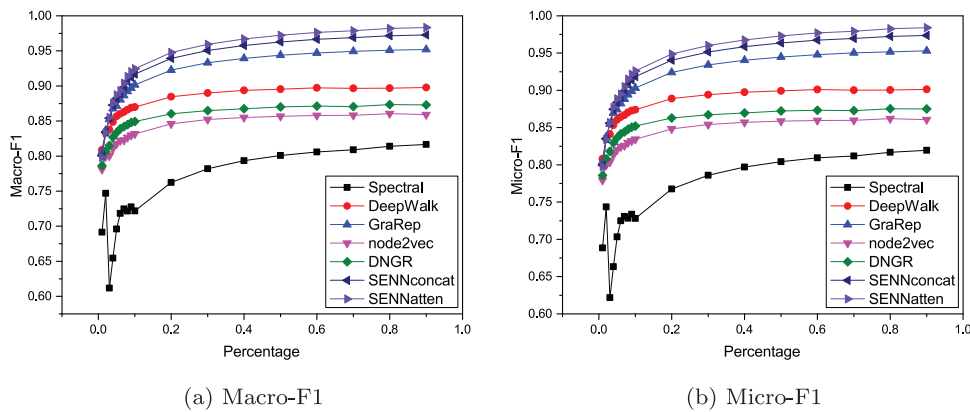 1.00
0.95
0.90
0.85
0.80
0.75
0.70
0.65
0.60
Macro-F1
Spectral
DeepWalk
GraRep
node2vec
DNGR
SENNconcat
SENNatten
0.0 0.2 0.4 0.6 0.8 1.0
Percentage
(a) Macro-F1
1.00
0.95
0.90
0.85
0.80
0.75
0.70
0.65
0.60
Micro-F1
Spectral
DeepWalk
GraRep
node2vec
DNGR
SENNconcat
SENNatten
0.0 0.2 0.4 0.6 0.8 1.0
Percentage
(b) Micro-F1